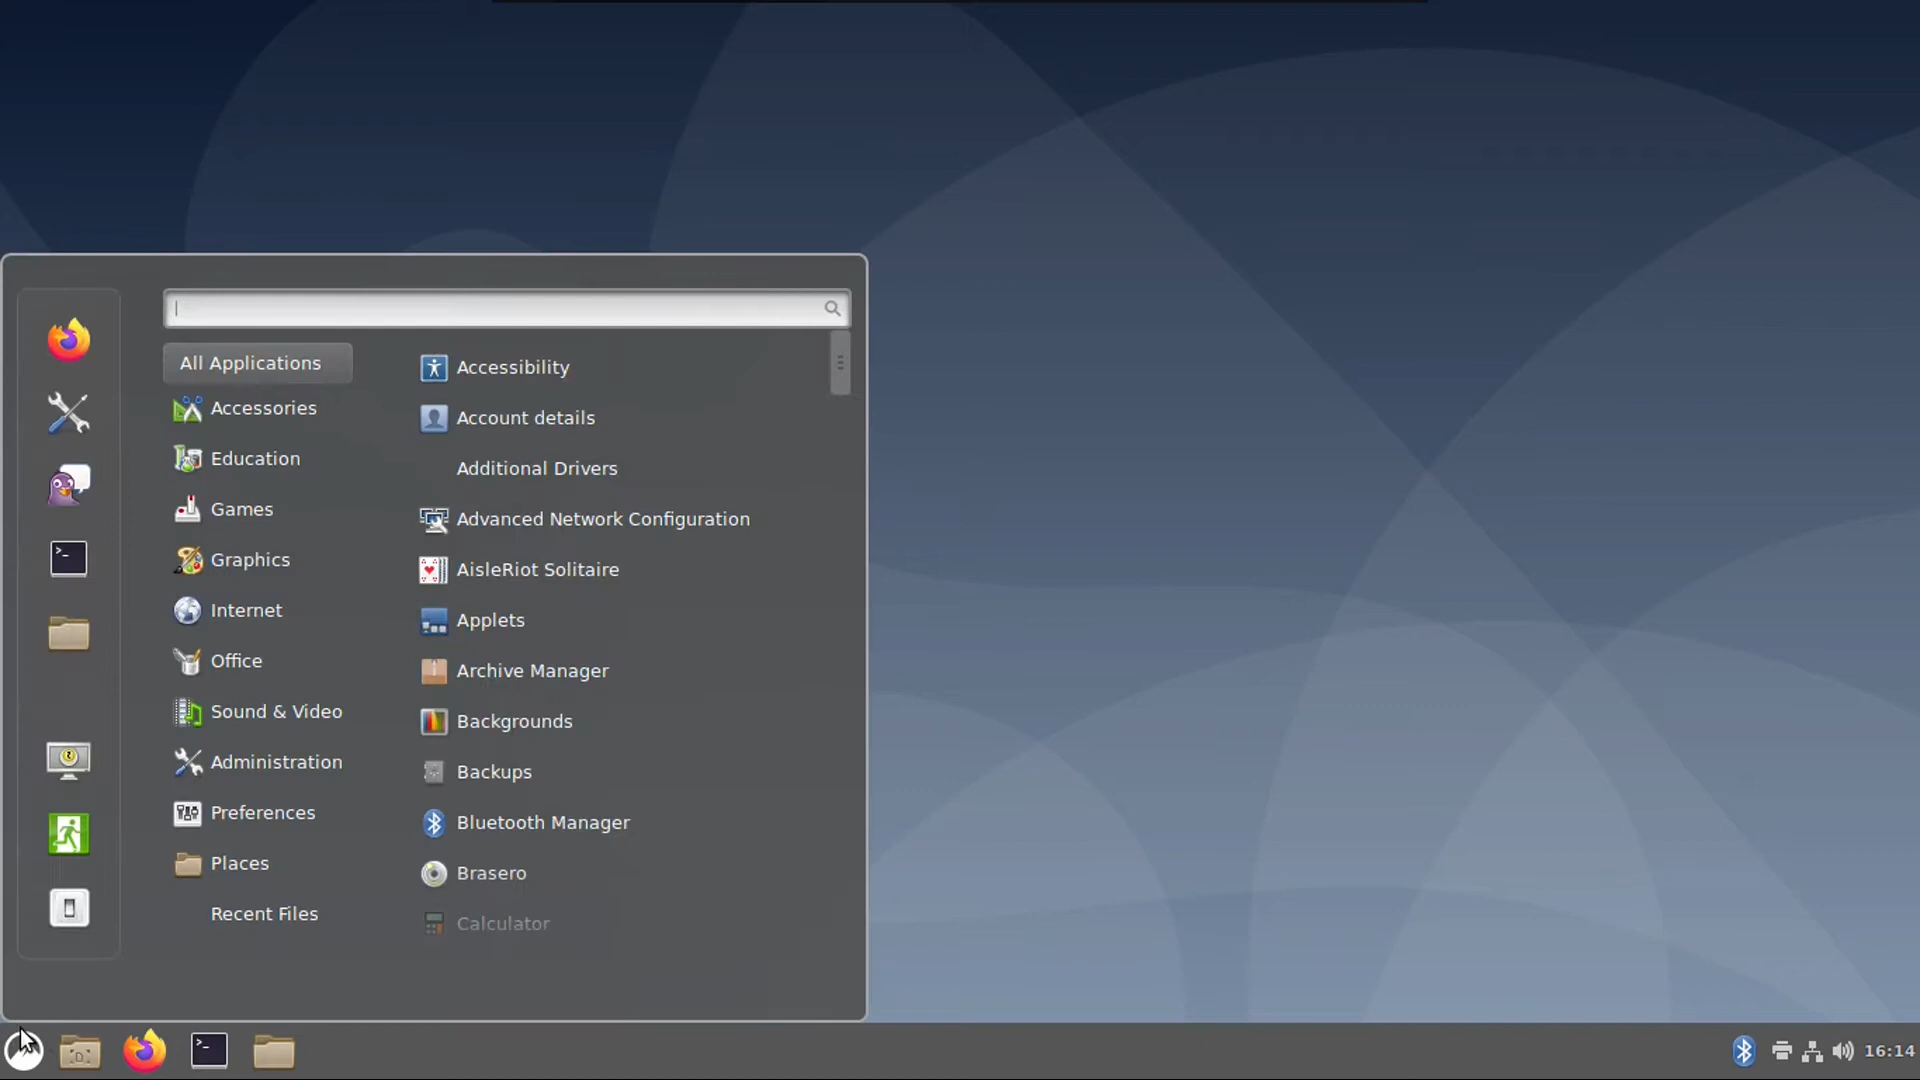 All Applications
Accessories
Education
Games
Graphics
Internet
Office
Sound & Video
Administration
Preferences
Places
Recent Files
Accessibility
Account details
Additional Drivers
Advanced Network Configuration
AisleRiot Solitaire
Applets
Archive Manager
Backgrounds
Backups
Bluetooth Manager
Brasero
Calculator
16:14